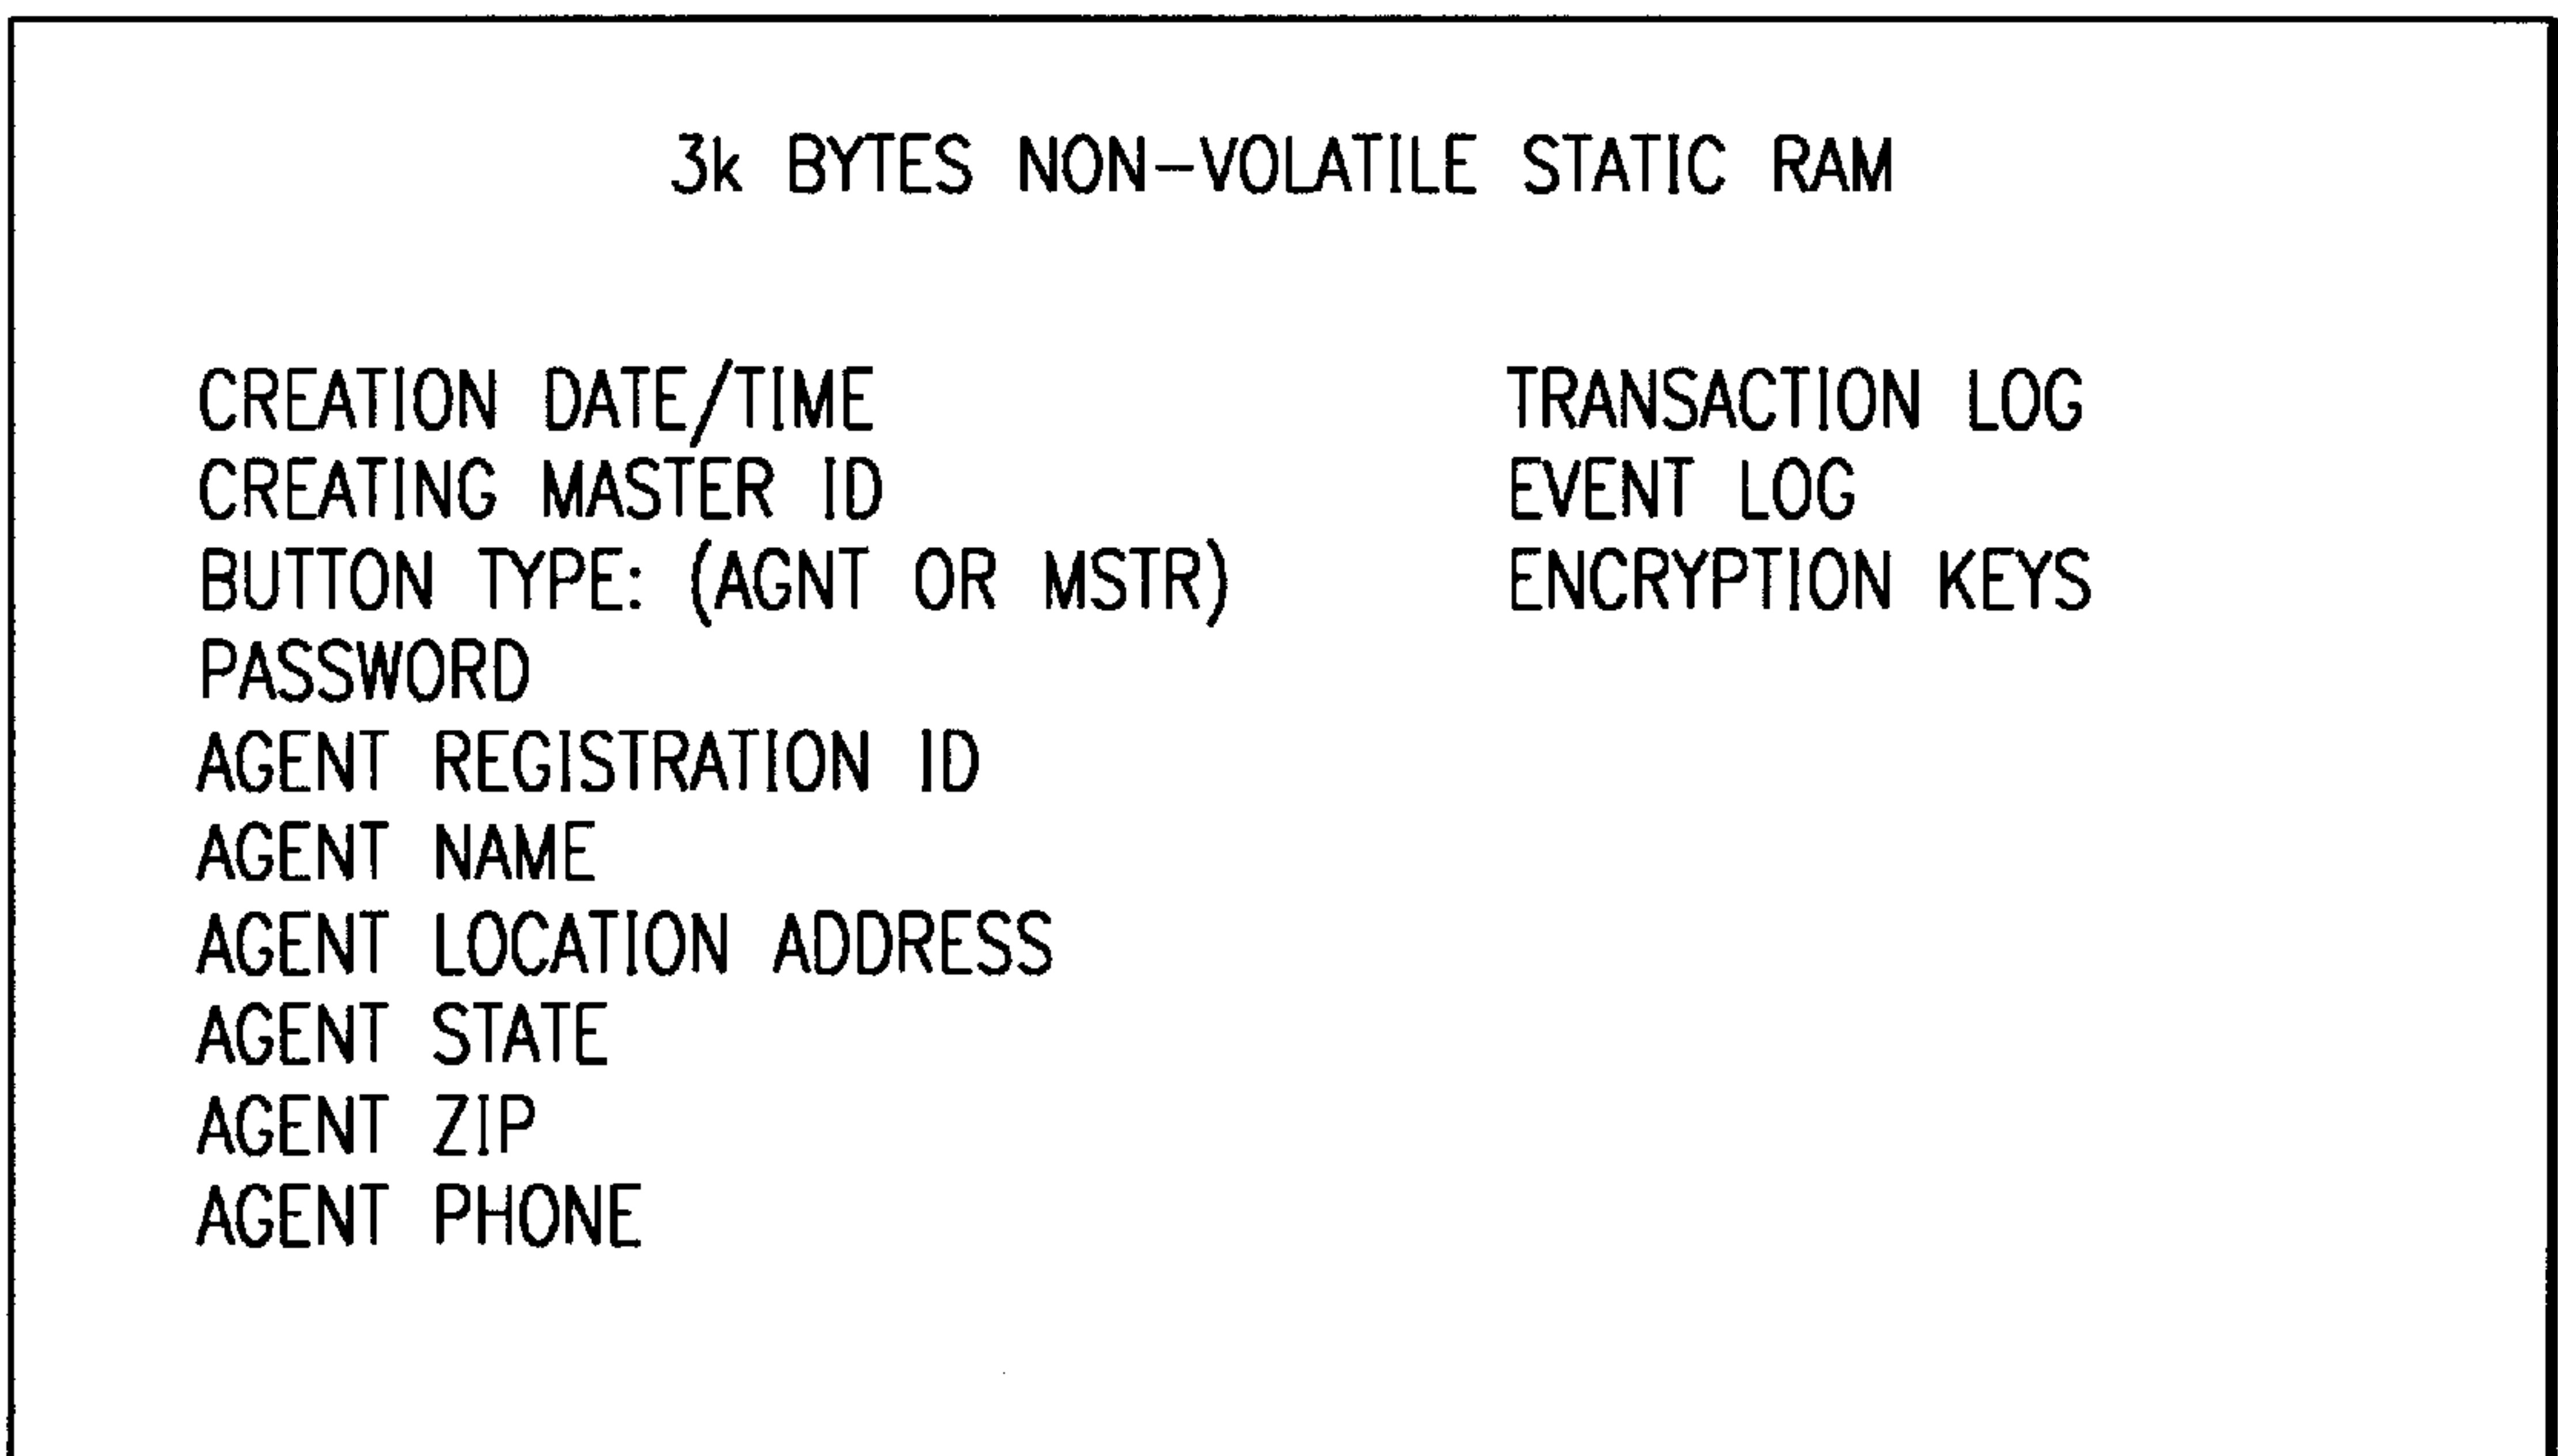 3k BYTES NON-VOLATILE STATIC RAM
CREATION DATE/TIME
CREATING MASTER ID
BUTTON TYPE: (AGNT OR MSTR)
PASSWORD
AGENT REGISTRATION ID
AGENT NAME
AGENT LOCATION ADDRESS
AGENT STATE
AGENT ZIP
AGENT PHONE
TRANSACTION LOG
EVENT LOG
ENCRYPTION KEYS